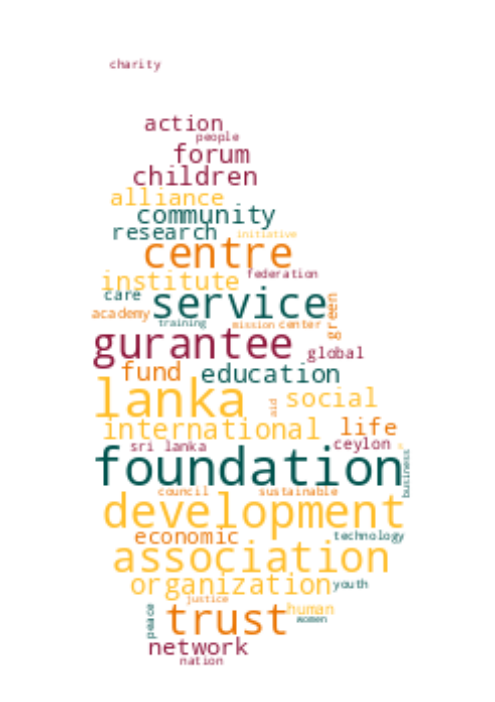 charity
action
people
forum
children
alliance
community
research initiative
centre
institute federation
care service green
academy training mission center
gurantee global
fund education
lanka aid social
international life
sri lanka ceylon
foundation business
council sustainable
development
economic technology
association
organization youth
justice
peace trust human
women
network
nation